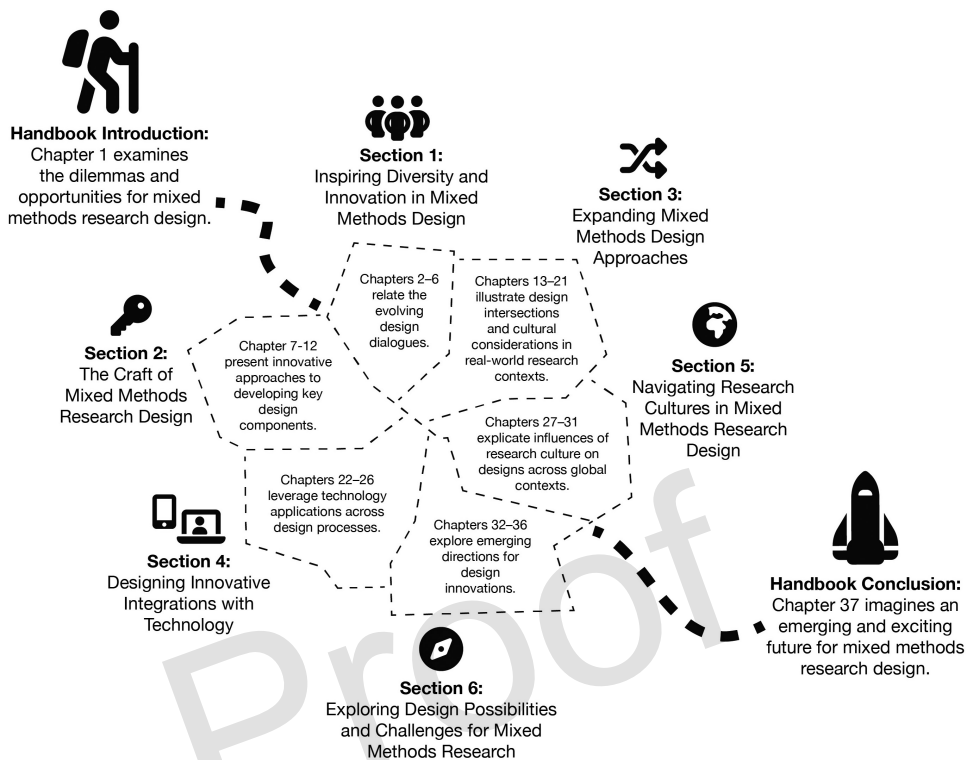 Handbook Introduction:
Chapter 1 examines
the dilemmas and
opportunities for mixed
methods research design.
Section 1:
Inspiring Diversity and
Innovation in Mixed
Methods Design
Section 3:
Expanding Mixed
Methods Design
Approaches
Chapters 2–6
relate the
evolving
design
dialogues.
Chapters 13–21
illustrate design
intersections
and cultural
considerations in
real-world research
contexts.
Section 2:
The Craft of
Mixed Methods
Research Design
Chapter 7-12
present innovative
approaches to
developing key
design
components.
Section 5:
Navigating Research
Cultures in Mixed
Methods Research
Design
Chapters 27–31
explicate influences of
research culture on
designs across global
contexts.
Chapters 22–26
leverage technology
applications across
design processes.
Section 4:
Designing Innovative
Integrations with
Technology
Chapters 32–36
explore emerging
directions for
design
innovations.
Handbook Conclusion:
Chapter 37 imagines an
emerging and exciting
future for mixed methods
research design.
Section 6:
Exploring Design Possibilities
and Challenges for Mixed
Methods Research
Proof